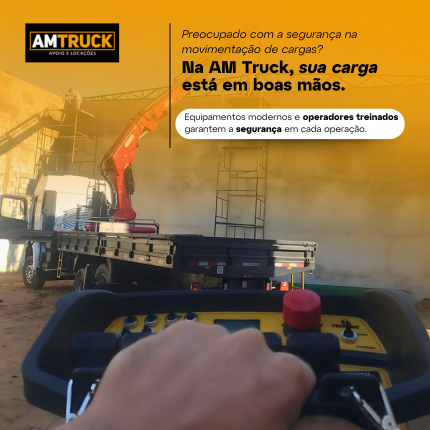 AMTRUCK
APOIO E LOCAÇÕES
Preocupado com a segurança na
movimentação de cargas?
Na AM Truck, sua carga
está em boas mãos.
Equipamentos modernos e operadores treinados
garantem a segurança em cada operação.